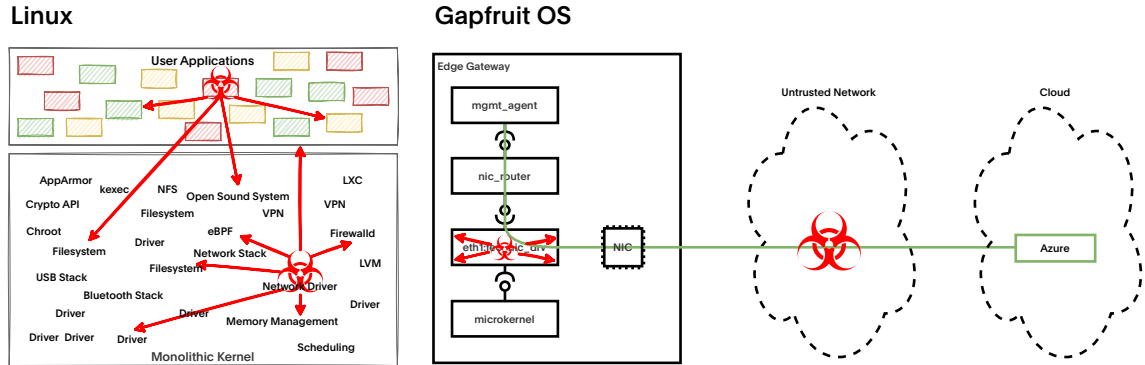 Linux
Gapfruit OS
User Applications
AppArmor
kexec
NFS
Open Sound System
LXC
Crypto API
Filesystem
VPN
VPN
Chroot
eBPF
Firewalld
Filesystem
Driver
Network Stack
Filesystem
LVM
USB Stack
Network Driver
Bluetooth Stack
Driver
Driver
Driver
Memory Management
Driver
Driver
Driver
Scheduling
Monolithic Kernel
Edge Gateway
mgmt_agent
nic_router
NIC
microkernel
Untrusted Network
Cloud
Azure